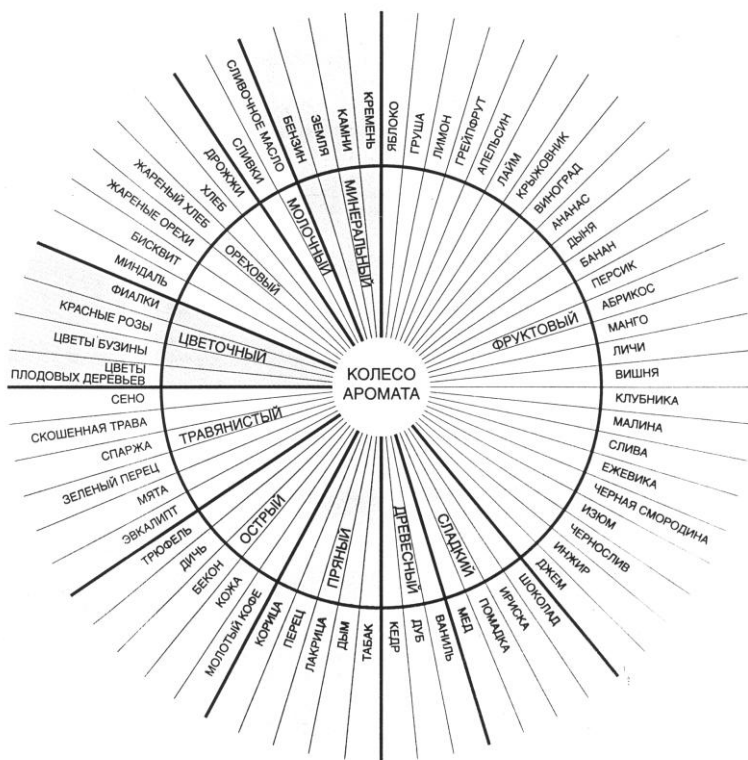 КОЛЕСО
АРОМАТА
ФРУКТОВЫЙ
ЯБЛОКО
ГРУША
ЛИМОН
ГРЕЙПФРУТ
АПЕЛЬСИН
ЛАЙМ
КРЫЖОВНИК
ВИНОГРАД
АНАНАС
ДЫНЯ
БАНАН
ПЕРСИК
АБРИКОС
МАНГО
ЛИЧИ
ВИШНЯ
КЛУБНИКА
МАЛИНА
СЛИВА
ЕЖЕВИКА
ЧЕРНАЯ СМОРОДИНА
ИЗЮМ
ЧЕРНОСЛИВ
ИНЖИР
ДЖЕМ
СЛАДКИЙ
ШОКОЛАД
ИРИСКА
ПОМАДКА
МЕД
ДРЕВЕСНЫЙ
ВАНИЛЬ
ДУБ
КЕДР
ПРЯНЫЙ
ТАБАК
ДЫМ
ЛАКРИЦА
ПЕРЕЦ
КОРИЦА
ОСТРЫЙ
МОЛОТЫЙ КОФЕ
КОЖА
БЕКОН
ДИЧЬ
ТРЮФЕЛЬ
ТРАВЯНИСТЫЙ
ЭВКАЛИПТ
МЯТА
ЗЕЛЕНЫЙ ПЕРЕЦ
СПАРЖА
СКОШЕННАЯ ТРАВА
СЕНО
ЦВЕТОЧНЫЙ
ЦВЕТЫ
ПЛОДОВЫХ ДЕРЕВЬЕВ
ЦВЕТЫ БУЗИНЫ
КРАСНЫЕ РОЗЫ
ФИАЛКИ
ОРЕХОВЫЙ
МИНДАЛЬ
БИСКВИТ
ЖАРЕНЫЕ ОРЕХИ
ЖАРЕНЫЙ ХЛЕБ
ХЛЕБ
ДРОЖЖИ
МОЛОЧНЫЙ
СЛИВКИ
СЛИВОЧНОЕ МАСЛО
МИНЕРАЛЬНЫЙ
БЕНЗИН
ЗЕМЛЯ
КАМНИ
КРЕМЕНЬ